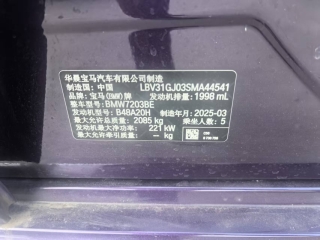 华晨宝马汽车有限公司制造
制造国: 中国 LBV31GJ03SMA44541
品牌: 宝马(BMW)牌 发动机排量: 1998 mL
整车型号: BMW7203BE
发动机型号: B48A20H 制造年月: 2025-03
最大允许总质量: 2085 kg 乘坐人数: 5
发动机最大净功率: 221 kW
最大允许牵引质量: — kg